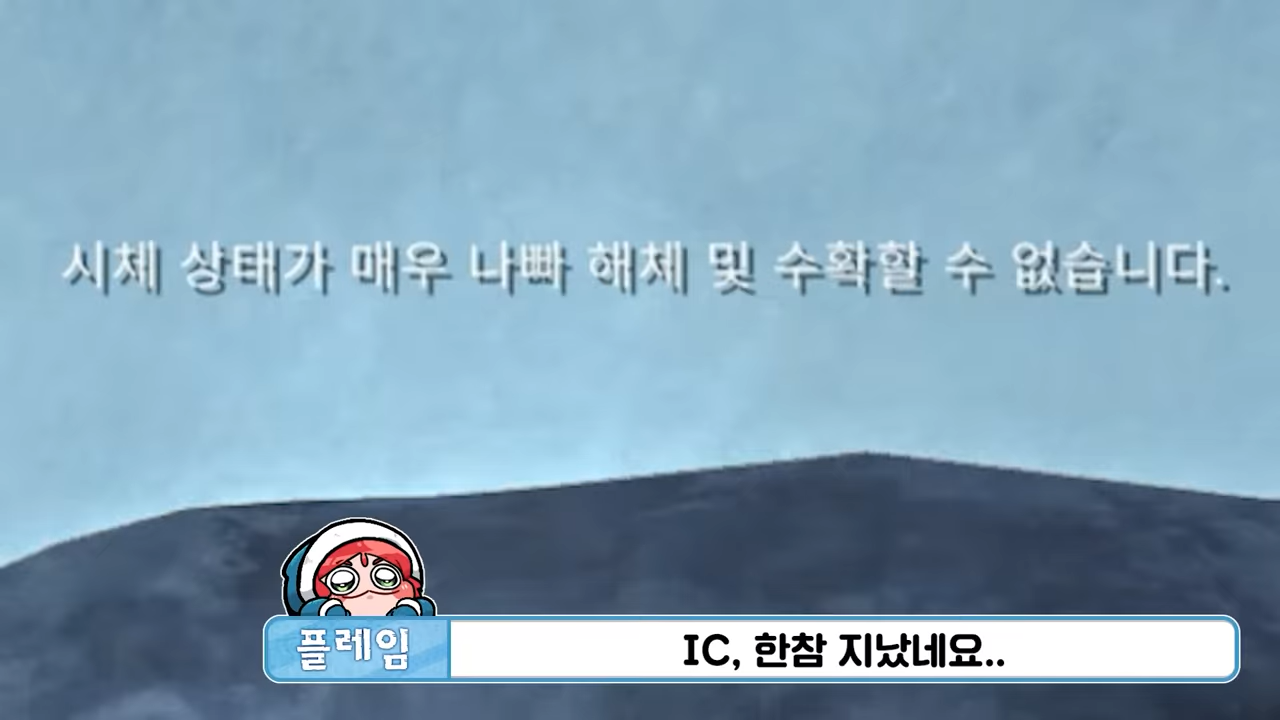 시체 상태가 매우 나빠 해체 및 수확할 수 없습니다.
플레임
IC, 한참 지났네요..